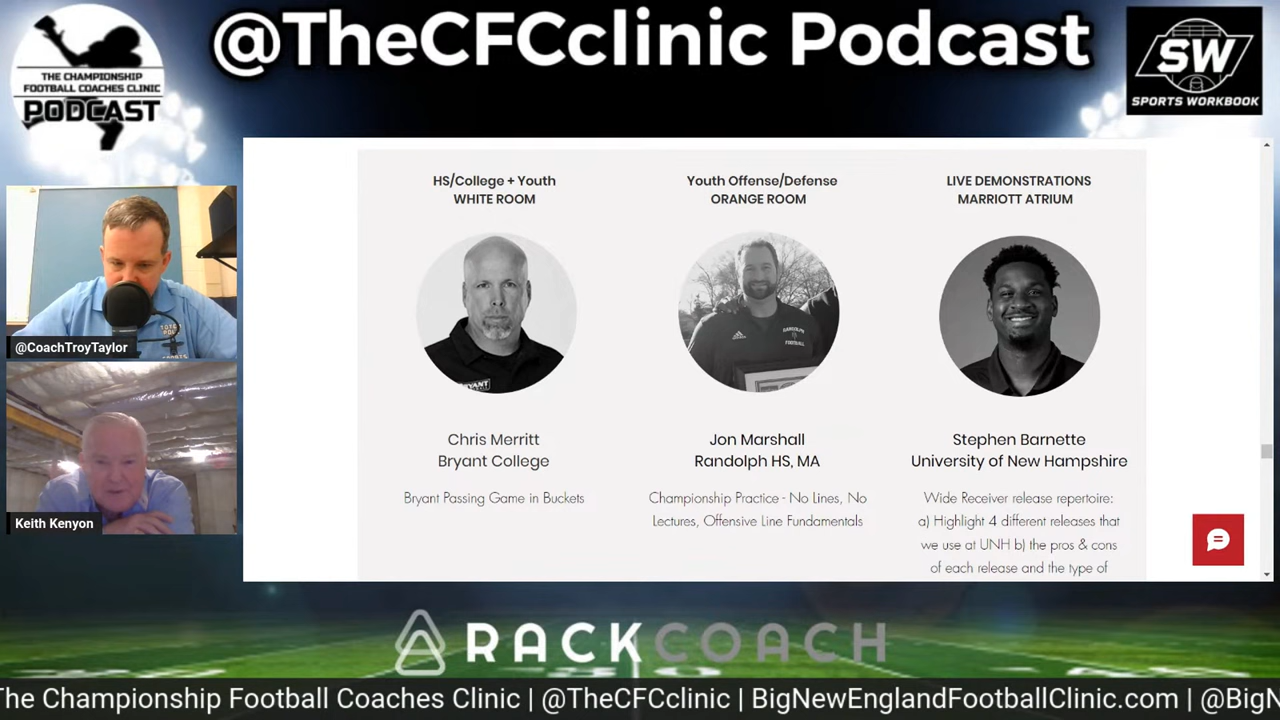 @TheCFCclinic Podcast
THE CHAMPIONSHIP
FOOTBALL COACHES CLINIC
PODCAST
SW
SPORTS WORKBOOK
@CoachTroyTaylor
Keith Kenyon
HS/College + Youth
WHITE ROOM
Chris Merritt
Bryant College
Bryant Passing Game in Buckets
Youth Offense/Defense
ORANGE ROOM
RANDOLPH
FOOTBALL
Jon Marshall
Randolph HS, MA
Championship Practice - No Lines, No
Lectures, Offensive Line Fundamentals
LIVE DEMONSTRATIONS
MARRIOTT ATRIUM
Stephen Barnette
University of New Hampshire
Wide Receiver release repertoire:
a) Highlight 4 different releases that
we use at UNH b) the pros & cons
of each release and the type of
RACKCOACH
The Championship Football Coaches Clinic | @TheCFCclinic | BigNewEnglandFootballClinic.com | @BigN